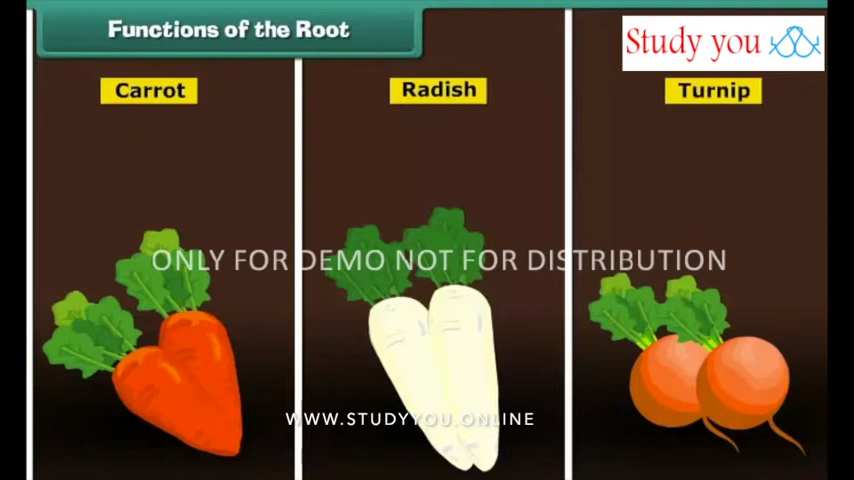 Functions of the Root
Study you
Carrot
Radish
Turnip
ONLY FOR DEMO NOT FOR DISTRIBUTION
WWW.STUDYYOU.ONLINE